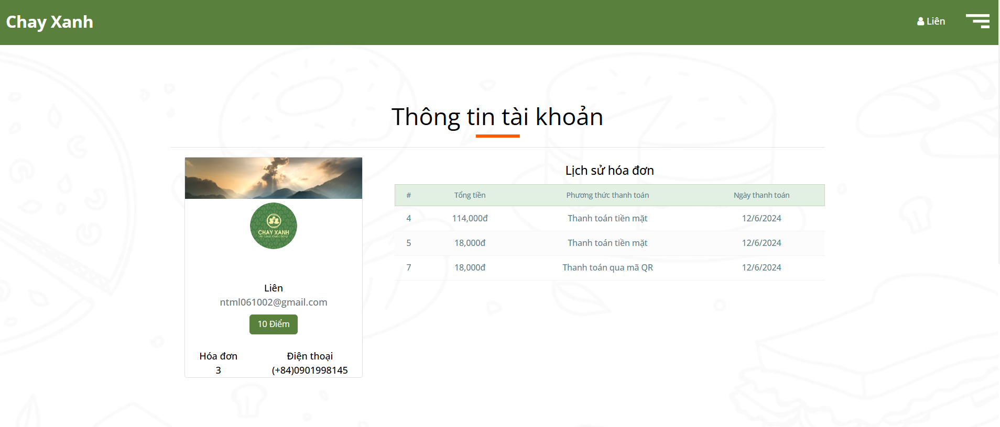 Chay Xanh
Liên
Thông tin tài khoản
CHAY XANH
Liên
ntml061002@gmail.com
10 Điểm
Hóa đơn
3
Điện thoại
(+84)0901998145
Lịch sử hóa đơn
# Tổng tiền Phương thức thanh toán Ngày thanh toán
4 114,000đ Thanh toán tiền mặt 12/6/2024
5 18,000đ Thanh toán tiền mặt 12/6/2024
7 18,000đ Thanh toán qua mã QR 12/6/2024